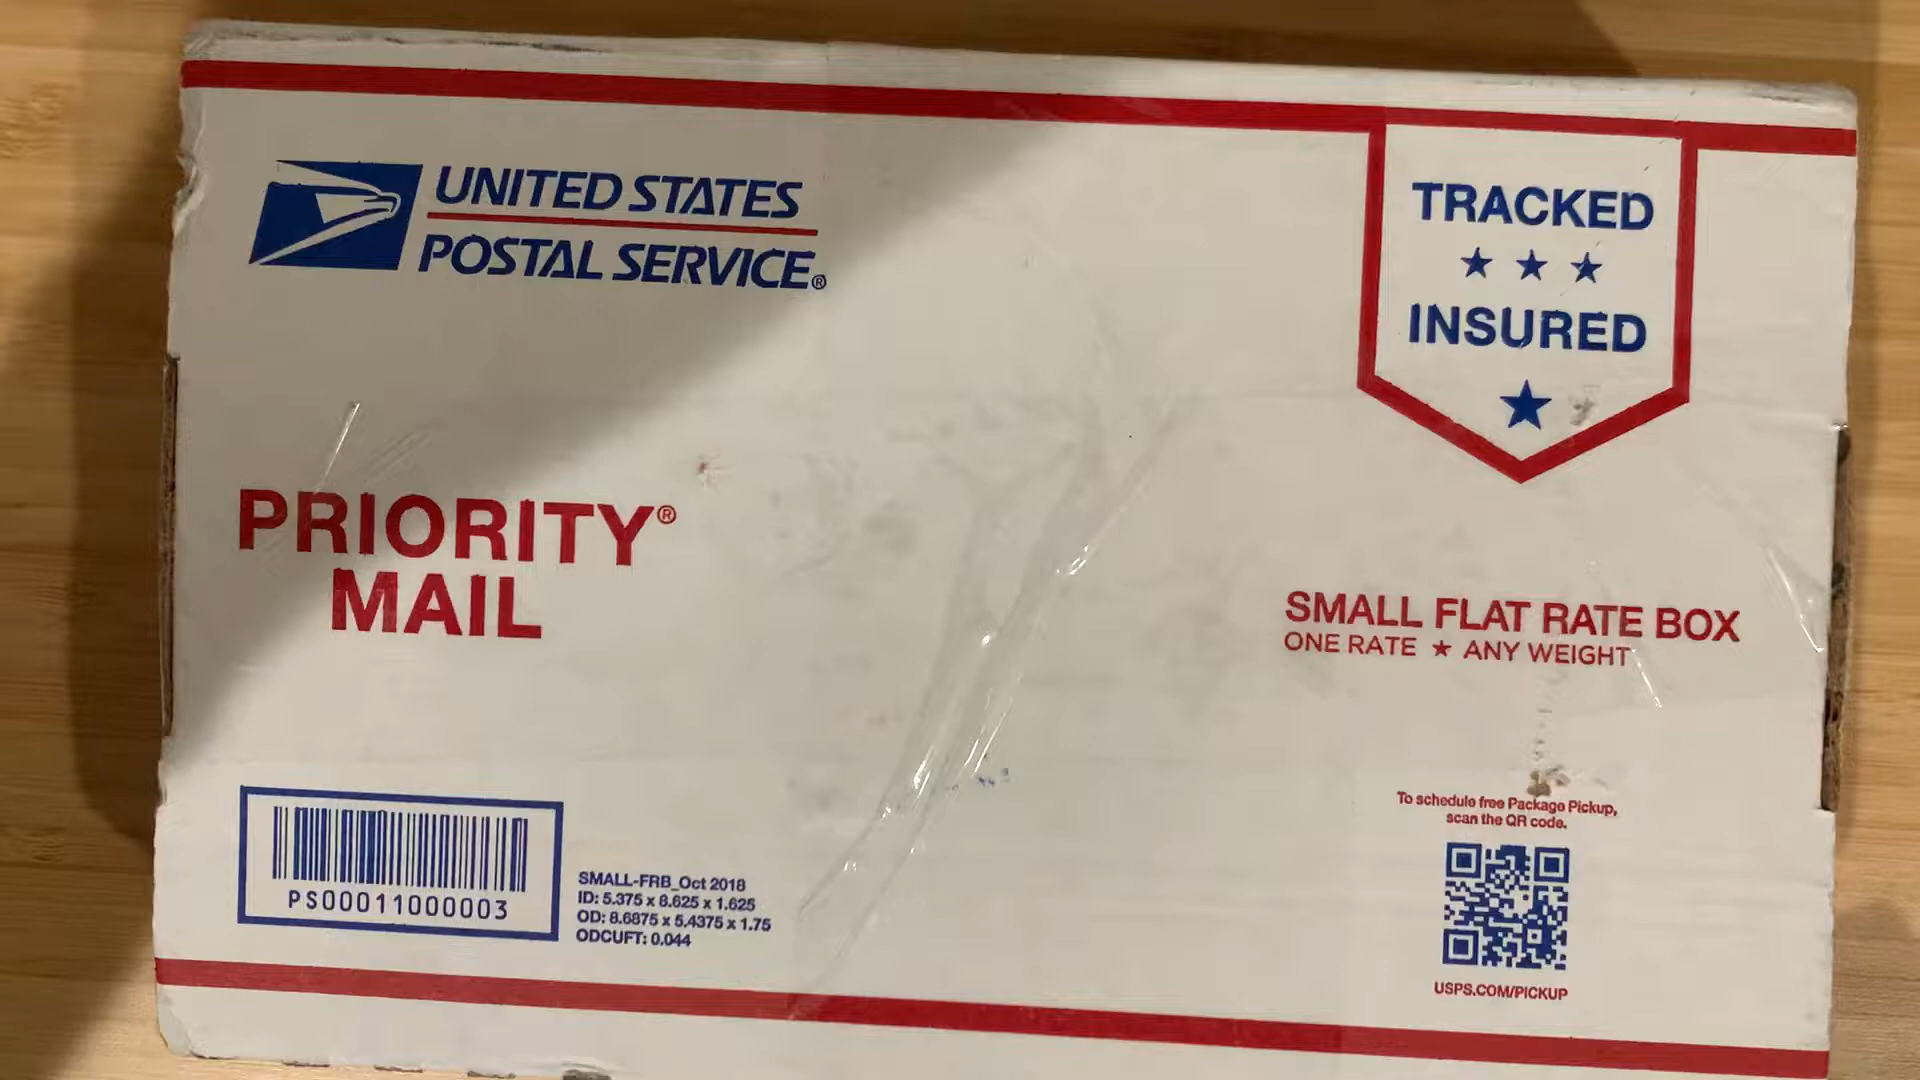 UNITED STATES
POSTAL SERVICE®
TRACKED
★ ★ ★
INSURED
★
PRIORITY®
MAIL
SMALL FLAT RATE BOX
ONE RATE ★ ANY WEIGHT
PS00011000003
SMALL-FRB_Oct 2018
ID: 5.375 x 8.625 x 1.625
OD: 8.6875 x 5.4375 x 1.75
ODCUFT: 0.044
To schedule free Package Pickup,
scan the QR code.
USPS.COM/PICKUP